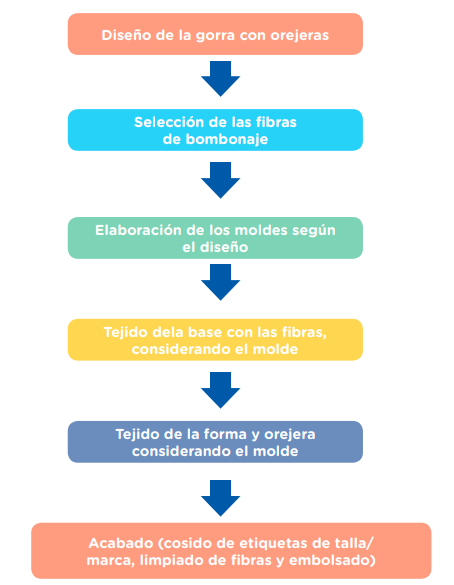 Diseño de la gorra con orejeras
Selección de las fibras
de bombonaje
Elaboración de los moldes según
el diseño
Tejido dela base con las fibras,
considerando el molde
Tejido de la forma y orejera
considerando el molde
Acabado (cosido de etiquetas de talla/
marca, limpiado de fibras y embolsado)